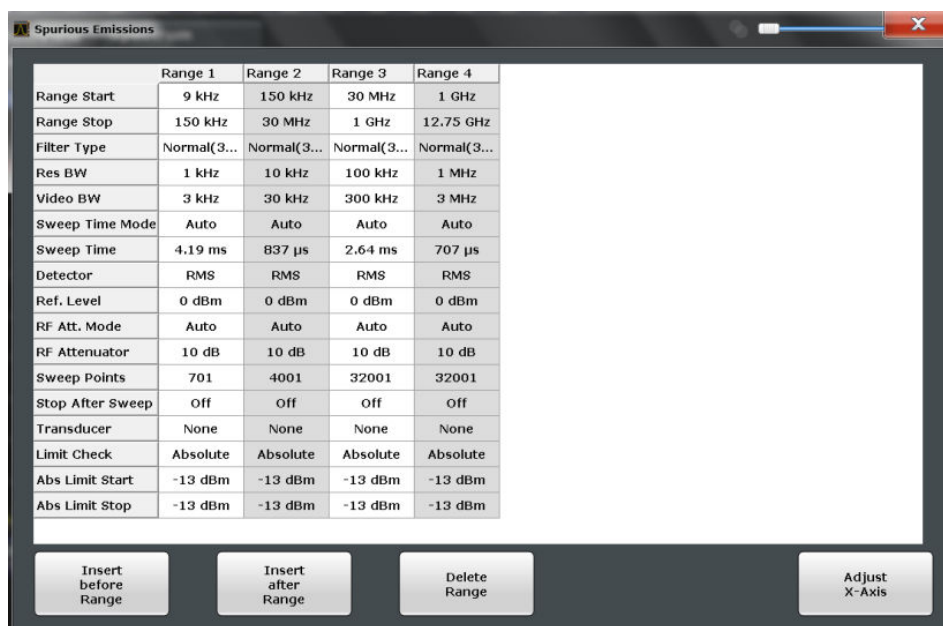 Spurious Emissions
Range 1 Range 2 Range 3 Range 4
Range Start 9 kHz 150 kHz 30 MHz 1 GHz
Range Stop 150 kHz 30 MHz 1 GHz 12.75 GHz
Filter Type Normal(3... Normal(3... Normal(3... Normal(3...
Res BW 1 kHz 10 kHz 100 kHz 1 MHz
Video BW 3 kHz 30 kHz 300 kHz 3 MHz
Sweep Time Mode Auto Auto Auto Auto
Sweep Time 4.19 ms 837 µs 2.64 ms 707 µs
Detector RMS RMS RMS RMS
Ref. Level 0 dBm 0 dBm 0 dBm 0 dBm
RF Att. Mode Auto Auto Auto Auto
RF Attenuator 10 dB 10 dB 10 dB 10 dB
Sweep Points 701 4001 32001 32001
Stop After Sweep Off Off Off Off
Transducer None None None None
Limit Check Absolute Absolute Absolute Absolute
Abs Limit Start -13 dBm -13 dBm -13 dBm -13 dBm
Abs Limit Stop -13 dBm -13 dBm -13 dBm -13 dBm
Insert
before
Range
Insert
after
Range
Delete
Range
Adjust
X-Axis